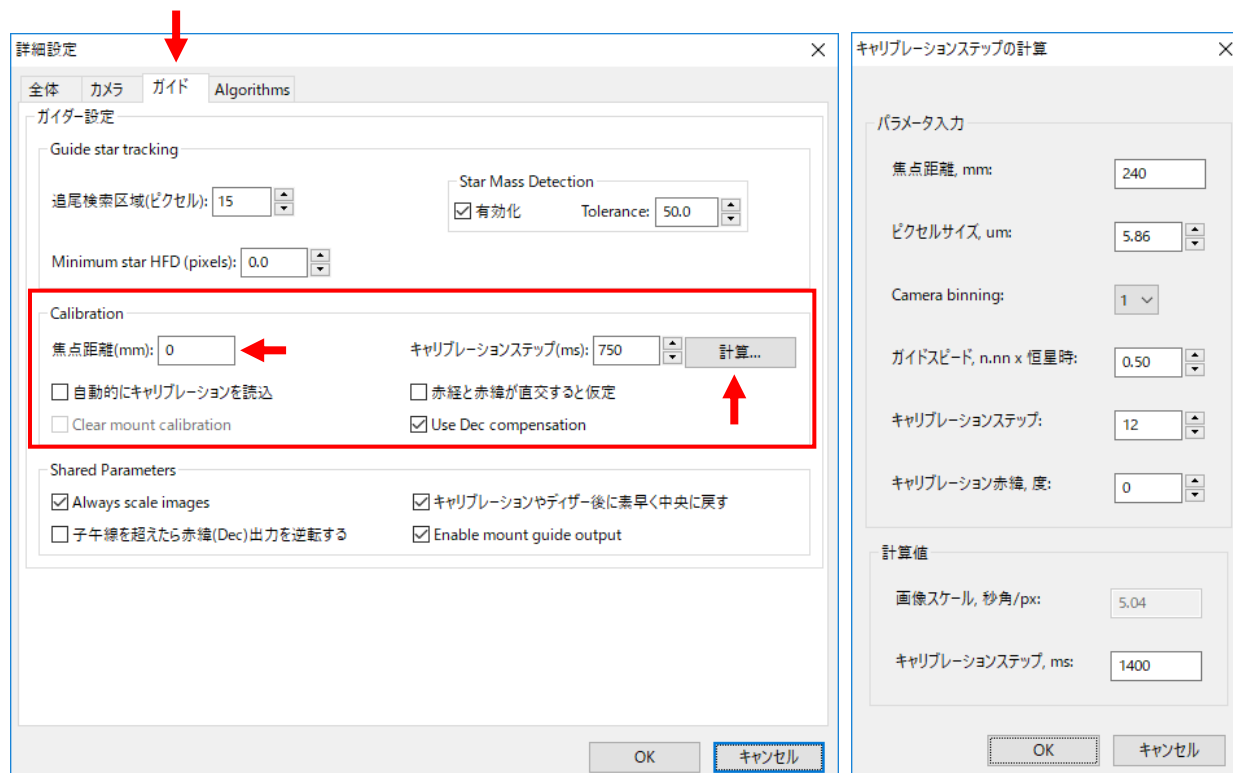 詳細設定
全体 カメラ ガイド Algorithms
ガイダー設定
Guide star tracking
追尾検索区域(ピクセル): 15
Star Mass Detection
有効化 Tolerance: 50.0
Minimum star HFD (pixels): 0.0
Calibration
焦点距離(mm): 0 キャリブレーションステップ(ms): 750 計算...
自動的にキャリブレーションを読込 赤経と赤緯が直交すると仮定
Clear mount calibration Use Dec compensation
Shared Parameters
Always scale images キャリブレーションやディザー後に素早く中央に戻す
子午線を超えたら赤緯(Dec)出力を逆転する Enable mount guide output
OK キャンセル
キャリブレーションステップの計算
パラメータ入力
焦点距離, mm: 240
ピクセルサイズ, um: 5.86
Camera binning: 1
ガイドスピード, n.nn x 恒星時: 0.50
キャリブレーションステップ: 12
キャリブレーション赤緯, 度: 0
計算値
画像スケール, 秒角/px: 5.04
キャリブレーションステップ, ms: 1400
OK キャンセル